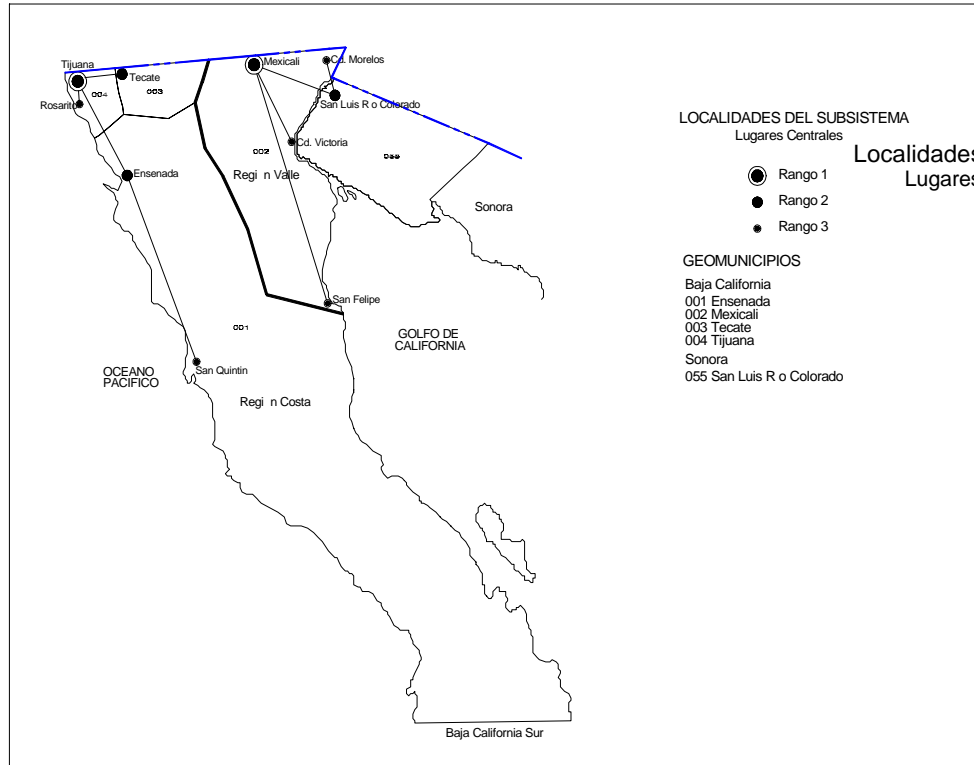 Tijuana
Mexicali
Cd. Morelos
Tecate
004
003
Rosarito
San Luis R o Colorado
Cd. Victoria
002
055
Ensenada
Regi n Valle
Sonora
San Felipe
001
GOLFO DE
CALIFORNIA
San Quintin
OCEANO
PACIFICO
Regi n Costa
Baja California Sur
LOCALIDADES DEL SUBSISTEMA
Lugares Centrales
Localidades
Lugares
Rango 1
Rango 2
Rango 3
GEOMUNICIPIOS
Baja California
001 Ensenada
002 Mexicali
003 Tecate
004 Tijuana
Sonora
055 San Luis R o Colorado